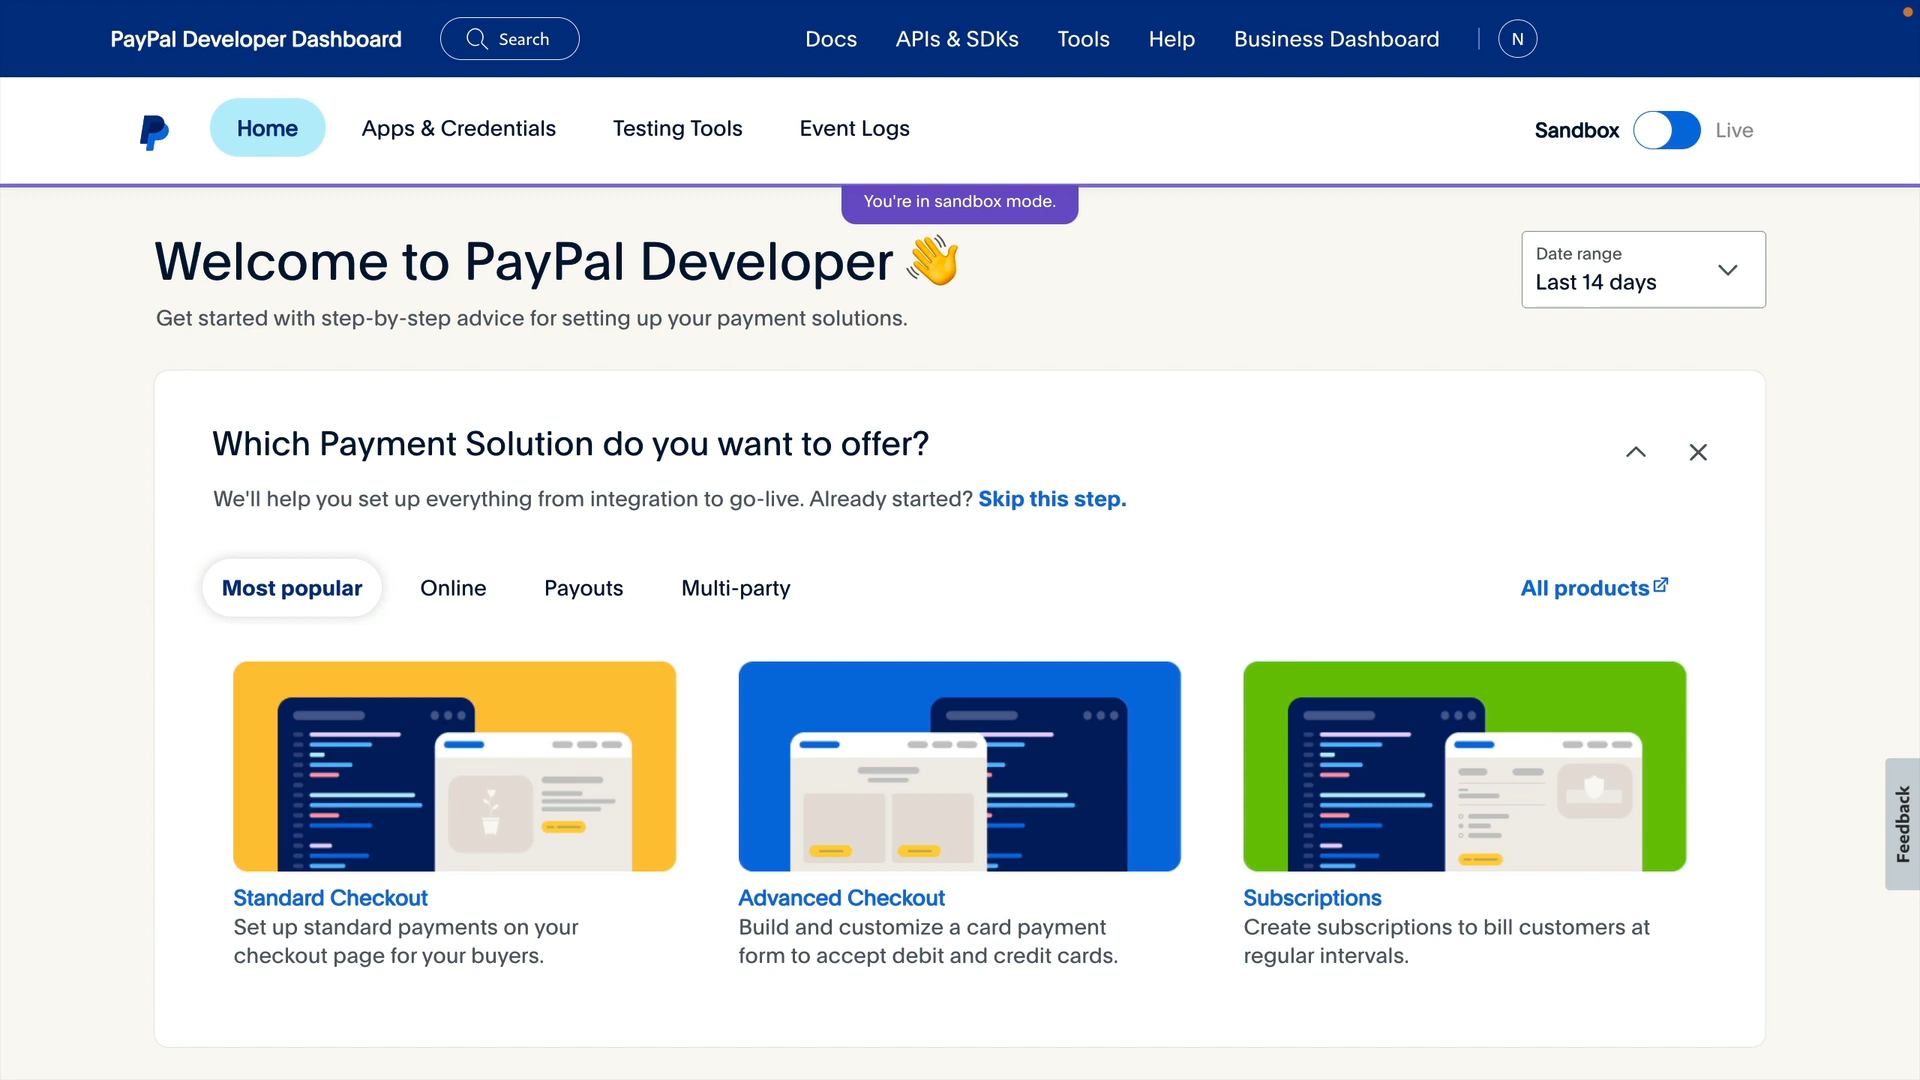 PayPal Developer Dashboard
Search
Docs
APIs & SDKs
Tools
Help
Business Dashboard
N
Home
Apps & Credentials
Testing Tools
Event Logs
Sandbox
Live
You're in sandbox mode.
Welcome to PayPal Developer 👋
Get started with step-by-step advice for setting up your payment solutions.
Date range
Last 14 days
Which Payment Solution do you want to offer?
We'll help you set up everything from integration to go-live. Already started? Skip this step.
Most popular
Online
Payouts
Multi-party
All products
Standard Checkout
Set up standard payments on your
checkout page for your buyers.
Advanced Checkout
Build and customize a card payment
form to accept debit and credit cards.
Subscriptions
Create subscriptions to bill customers at
regular intervals.
Feedback